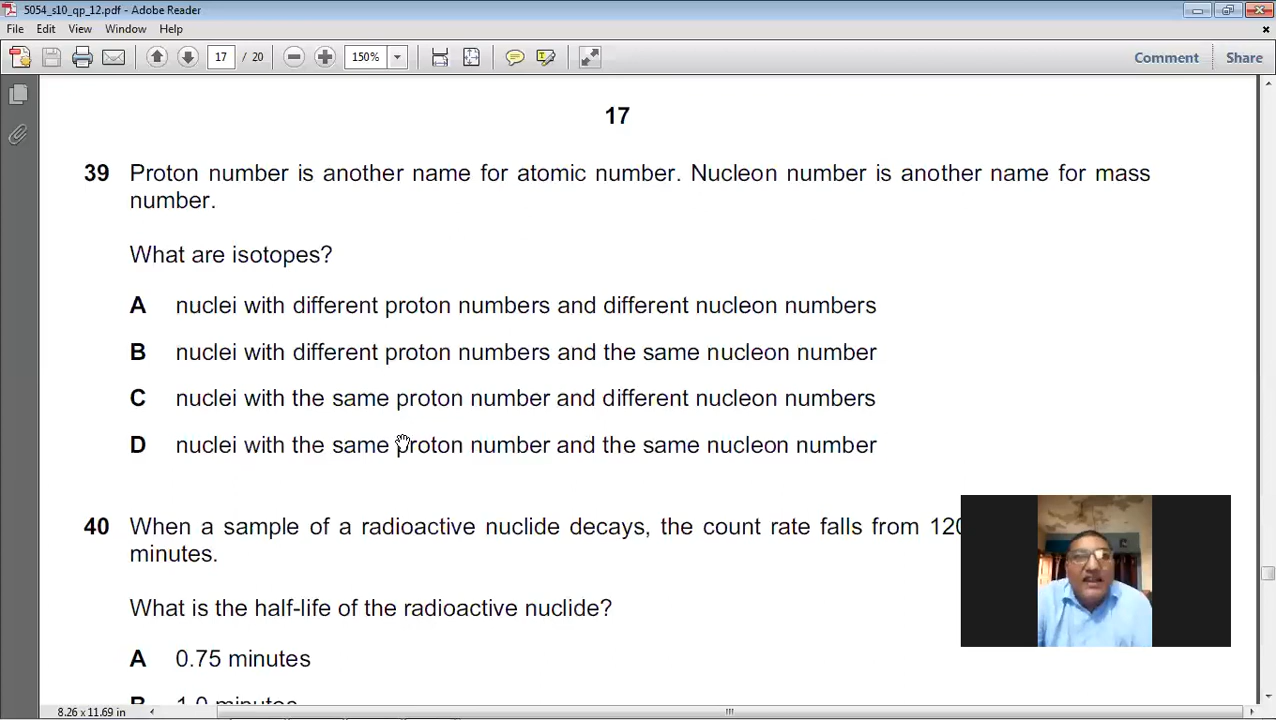 5054_s10_qp_12.pdf - Adobe Reader
File Edit View Window Help
17 / 20 150% Comment Share
17
39 Proton number is another name for atomic number. Nucleon number is another name for mass
number.
What are isotopes?
A nuclei with different proton numbers and different nucleon numbers
B nuclei with different proton numbers and the same nucleon number
C nuclei with the same proton number and different nucleon numbers
D nuclei with the same proton number and the same nucleon number
40 When a sample of a radioactive nuclide decays, the count rate falls from
minutes.
What is the half-life of the radioactive nuclide?
A 0.75 minutes
B 1.0 minutes
8.26 x 11.69 in